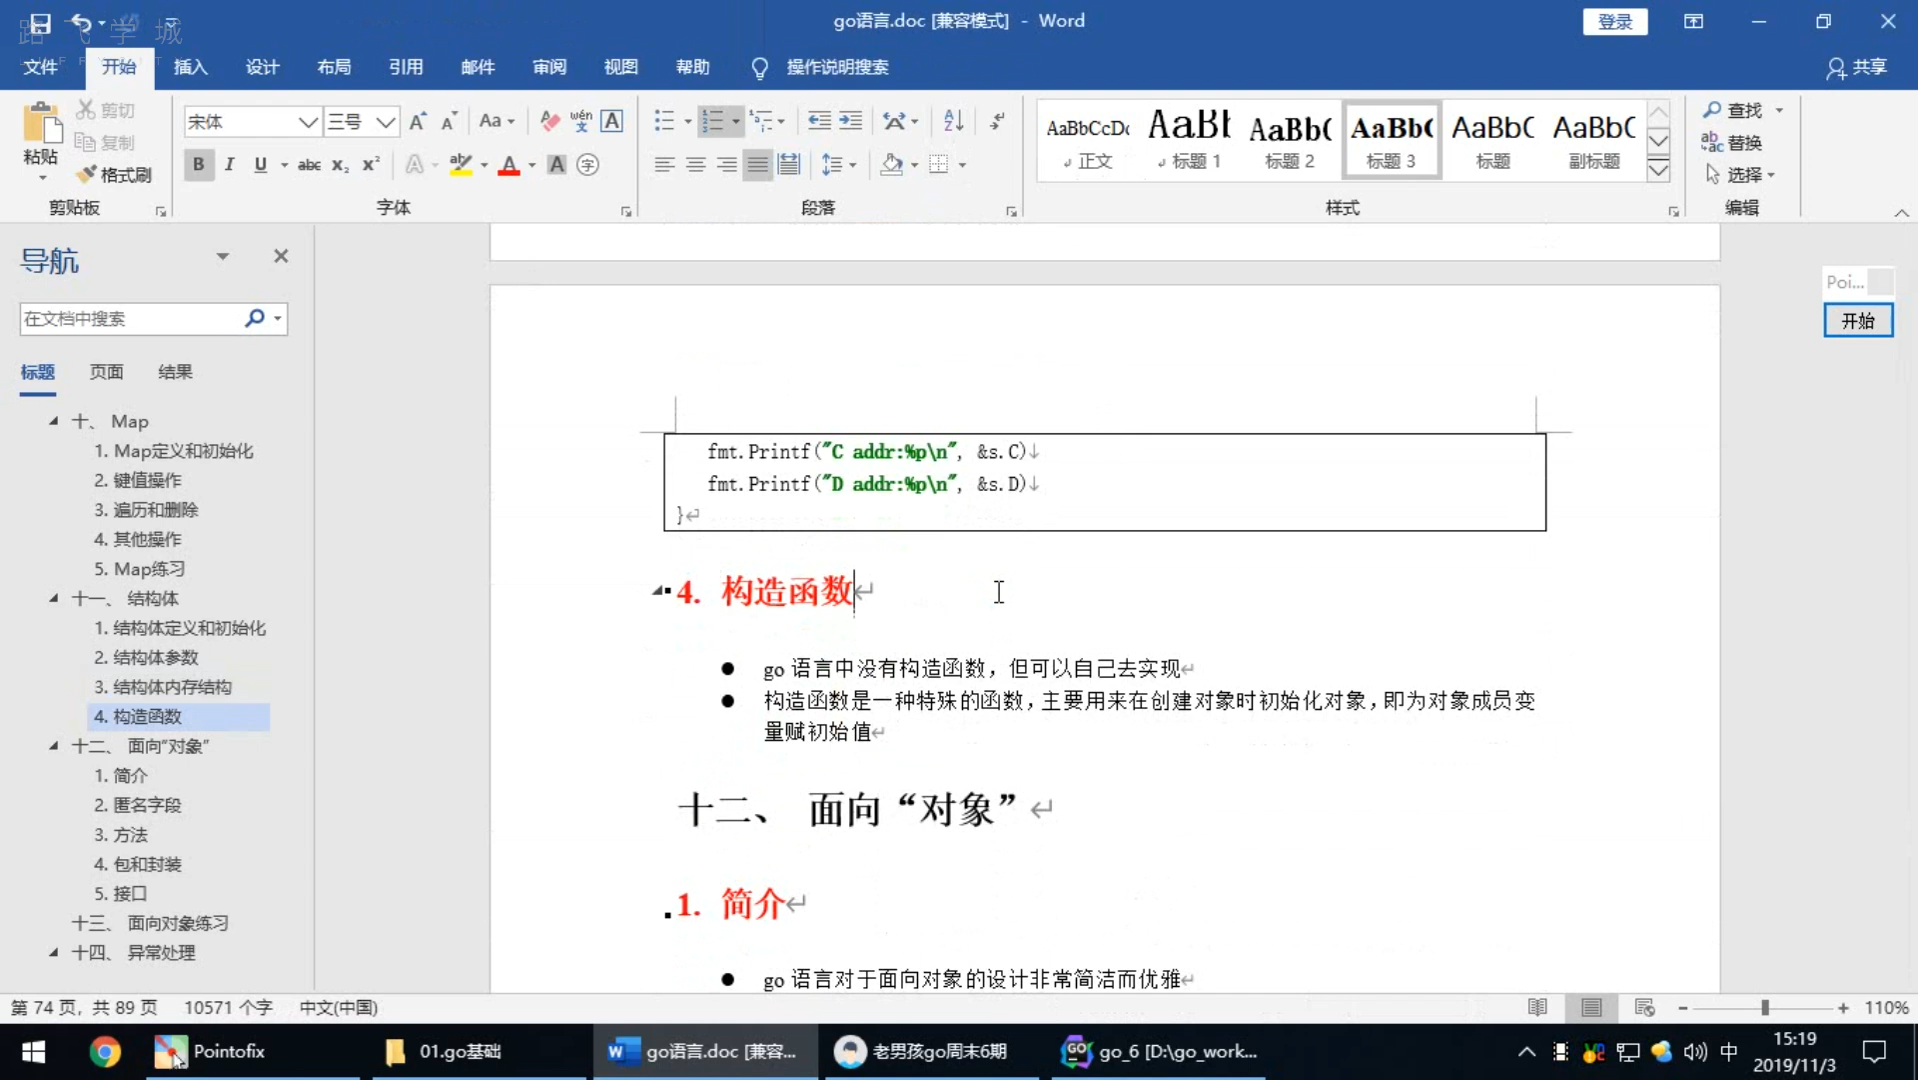 路飞学城
go语言.doc [兼容模式] - Word
登录
文件 开始 插入 设计 布局 引用 邮件 审阅 视图 帮助 操作说明搜索 共享
粘贴 剪切 复制 格式刷
宋体 三号
AaBbCcDc AaBb AaBb( AaBb( AaBbC AaBbC
正文 标题 1 标题 2 标题 3 标题 副标题
查找
替换
选择
剪贴板 字体 段落 样式 编辑
导航
在文档中搜索
标题 页面 结果
十、 Map
1. Map定义和初始化
2. 键值操作
3. 遍历和删除
4. 其他操作
5. Map练习
十一、 结构体
1. 结构体定义和初始化
2. 结构体参数
3. 结构体内存结构
4. 构造函数
十二、 面向“对象”
1. 简介
2. 匿名字段
3. 方法
4. 包和封装
5. 接口
十三、 面向对象练习
十四、 异常处理
fmt.Printf("C addr:%p\n", &s.C)
fmt.Printf("D addr:%p\n", &s.D)
}
4. 构造函数
● go 语言中没有构造函数，但可以自己去实现
● 构造函数是一种特殊的函数，主要用来在创建对象时初始化对象，即为对象成员变
量赋初始值
十二、 面向“对象”
1. 简介
● go 语言对于面向对象的设计非常简洁而优雅
Poi...
开始
第 74 页，共 89 页 10571 个字 中文(中国) 110%
Pointofix 01.go基础 go语言.doc [兼容... 老男孩go周末6期 go_6 [D:\go_work... 中 15:19
2019/11/3